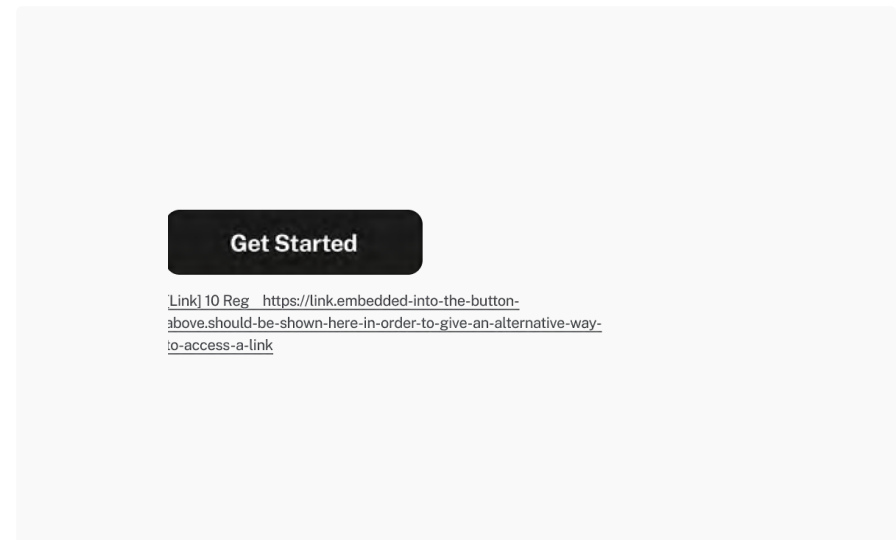 Get Started
[Link] 10 Reg https://link.embedded-into-the-button-
above.should-be-shown-here-in-order-to-give-an-alternative-way-
to-access-a-link